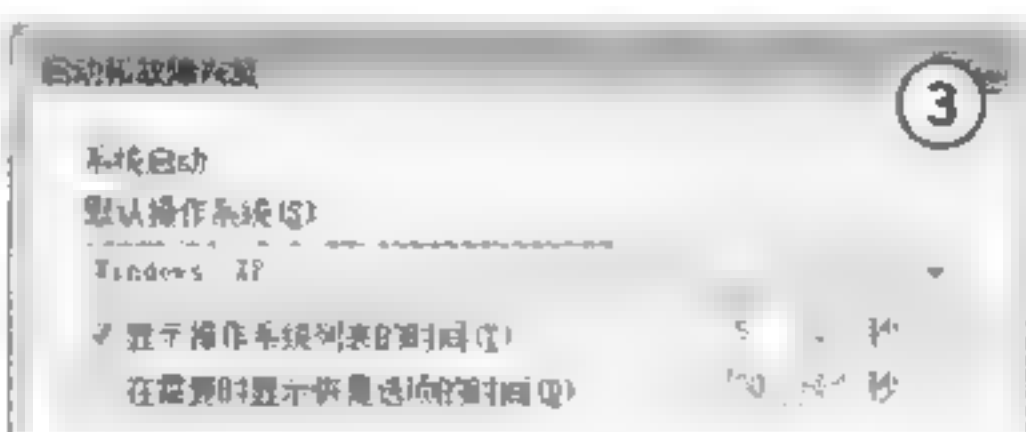 启动和故障恢复
③
系统启动
默认操作系统(S)
Windows XP
✓ 显示操作系统列表的时间(T) 5 秒
在需要时显示恢复选项的时间(D) 秒